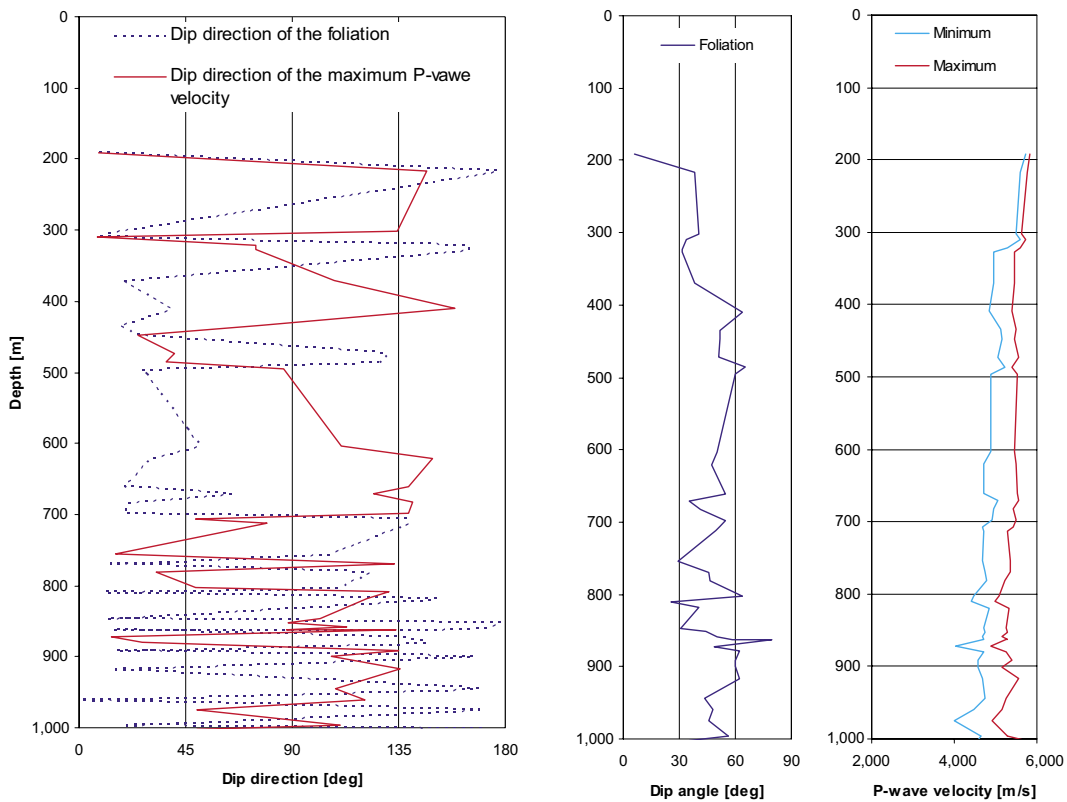 0
100
200
300
400
500
600
700
800
900
1,000
Depth [m]
Dip direction of the foliation
Dip direction of the maximum P-vawe
velocity
0 45 90 135 180
Dip direction [deg]
0
100
200
300
400
500
600
700
800
900
1,000
Foliation
0 30 60 90
Dip angle [deg]
0
100
200
300
400
500
600
700
800
900
1,000
Minimum
Maximum
2,000 4,000 6,000
P-wave velocity [m/s]